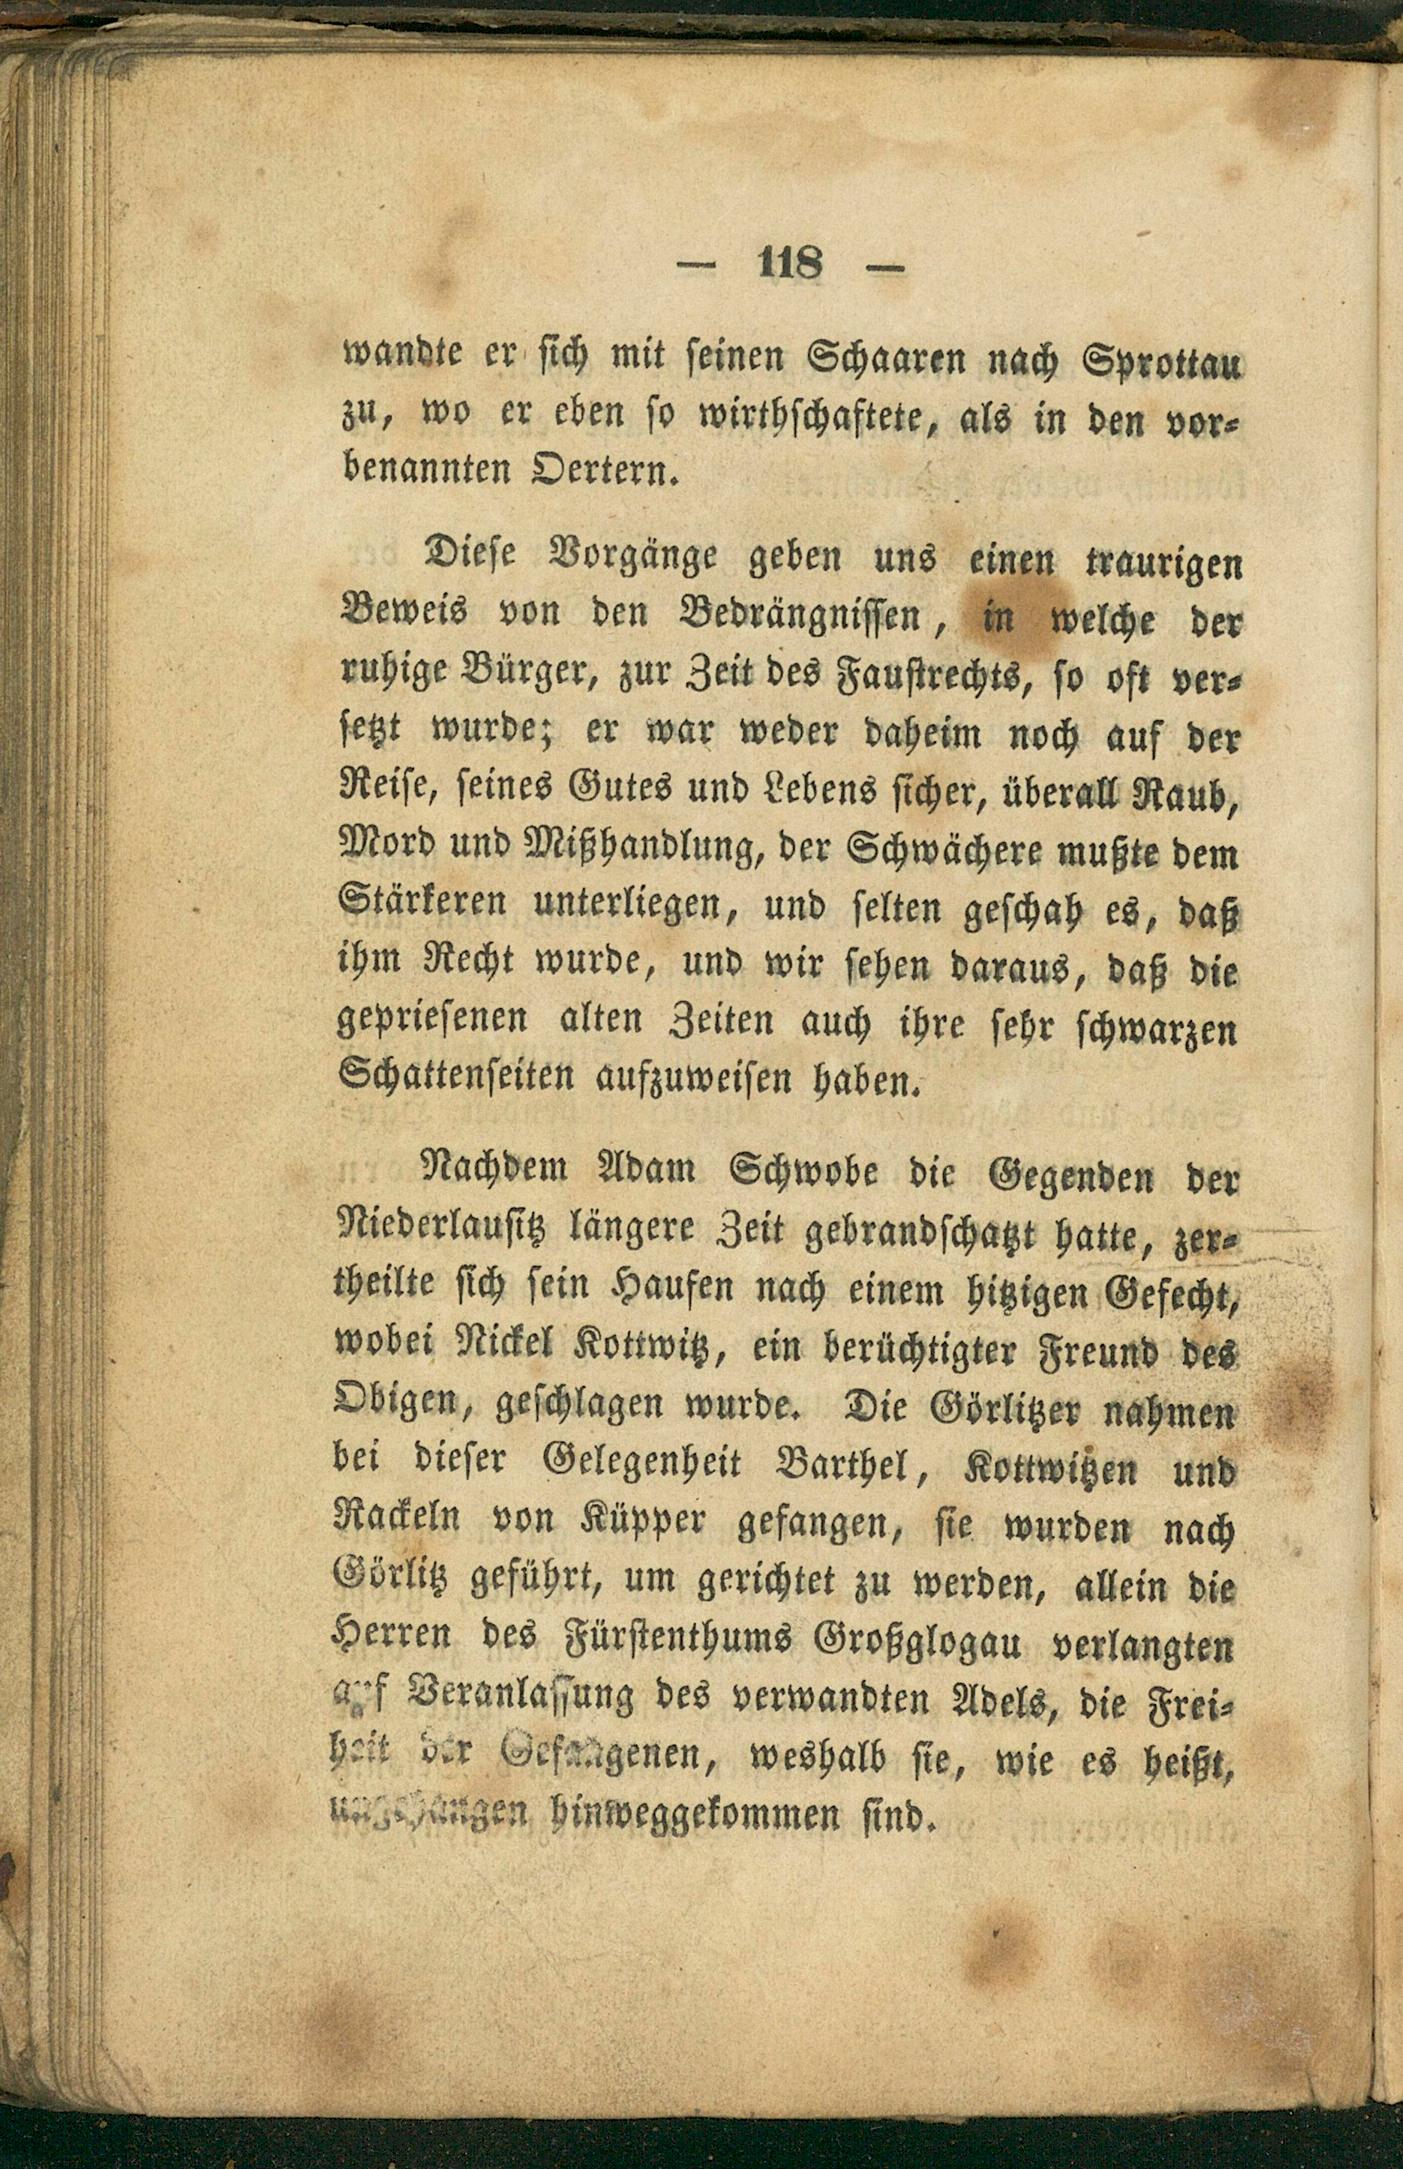 — 118 —
wandte er sich mit seinen Schaaren nach Sprottau
zu, wo er eben so wirthschaftete, als in den vor-
benannten Oertern.
Diese Vorgänge geben uns einen traurigen
Beweis von den Bedrängnissen, in welche der
ruhige Bürger, zur Zeit des Faustrechts, so oft ver-
setzt wurde; er war weder daheim noch auf der
Reise, seines Gutes und Lebens sicher, überall Raub,
Mord und Mißhandlung, der Schwächere mußte dem
Stärkeren unterliegen, und selten geschah es, daß
ihm Recht wurde, und wir sehen daraus, daß die
gepriesenen alten Zeiten auch ihre sehr schwarzen
Schattenseiten aufzuweisen haben.
Nachdem Adam Schwobe die Gegenden der
Niederlausitz längere Zeit gebrandschatzt hatte, zer-
theilte sich sein Haufen nach einem hitzigen Gefecht,
wobei Nickel Kottwitz, ein berüchtigter Freund des
Obigen, geschlagen wurde. Die Görlitzer nahmen
bei dieser Gelegenheit Barthel, Kottwitzen und
Rackeln von Küpper gefangen, sie wurden nach
Görlitz geführt, um gerichtet zu werden, allein die
Herren des Fürstenthums Großglogau verlangten
auf Veranlassung des verwandten Adels, die Frei-
heit der Gefangenen, weshalb sie, wie es heißt,
ungehangen hinweggekommen sind.